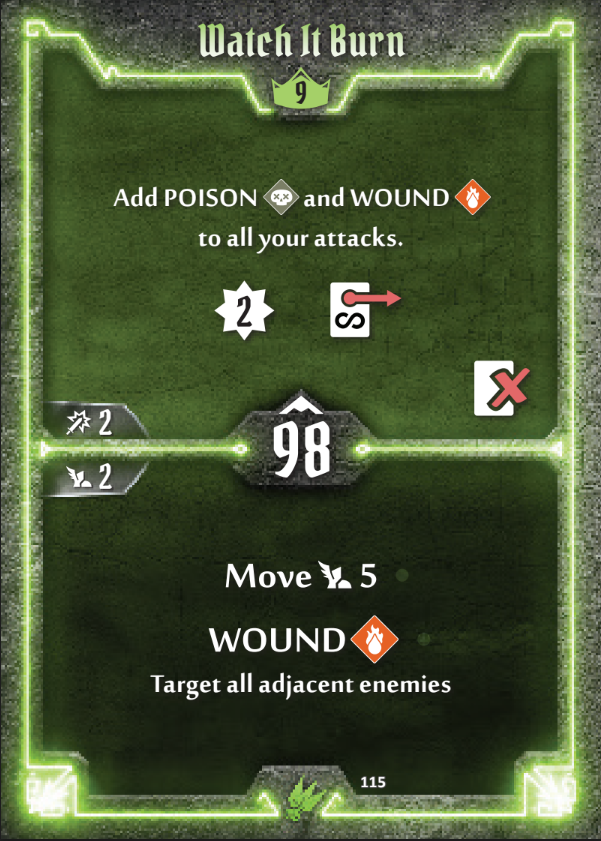 Watch It Burn
9
Add POISON and WOUND
to all your attacks.
2
2
98
2
Move 5
WOUND
Target all adjacent enemies
115